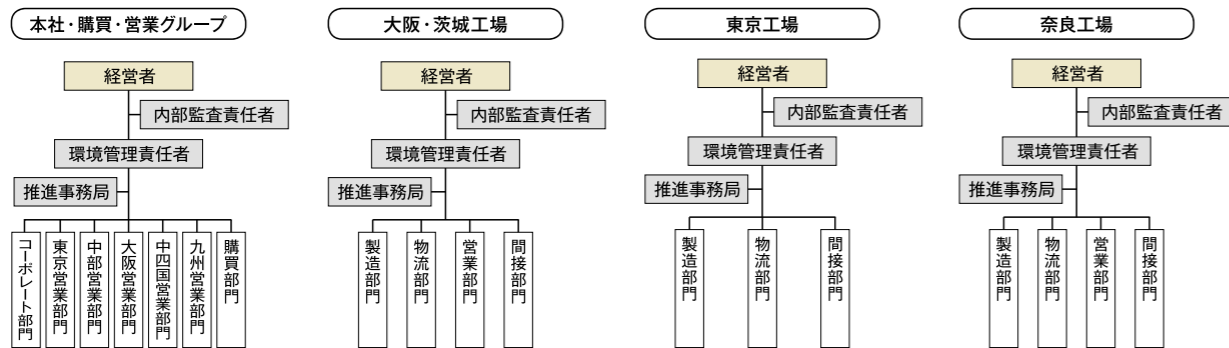 本社・購買・営業グループ
経営者
内部監査責任者
環境管理責任者
推進事務局
コーポレート部門
東京営業部門
中部営業部門
大阪営業部門
中四国営業部門
九州営業部門
購買部門
大阪・茨城工場
経営者
内部監査責任者
環境管理責任者
推進事務局
製造部門
物流部門
営業部門
間接部門
東京工場
経営者
内部監査責任者
環境管理責任者
推進事務局
製造部門
物流部門
間接部門
奈良工場
経営者
内部監査責任者
環境管理責任者
推進事務局
製造部門
物流部門
営業部門
間接部門